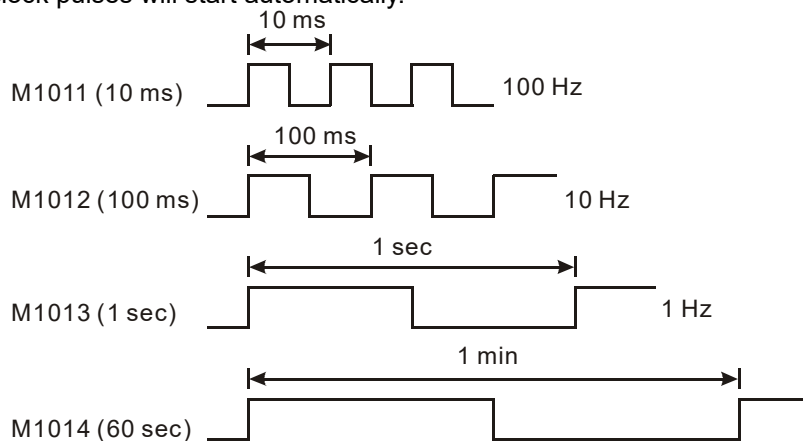 lock pulses will start automatically.
10 ms
M1011 (10 ms)
100 Hz
100 ms
M1012 (100 ms)
10 Hz
1 sec
M1013 (1 sec)
1 Hz
1 min
M1014 (60 sec)